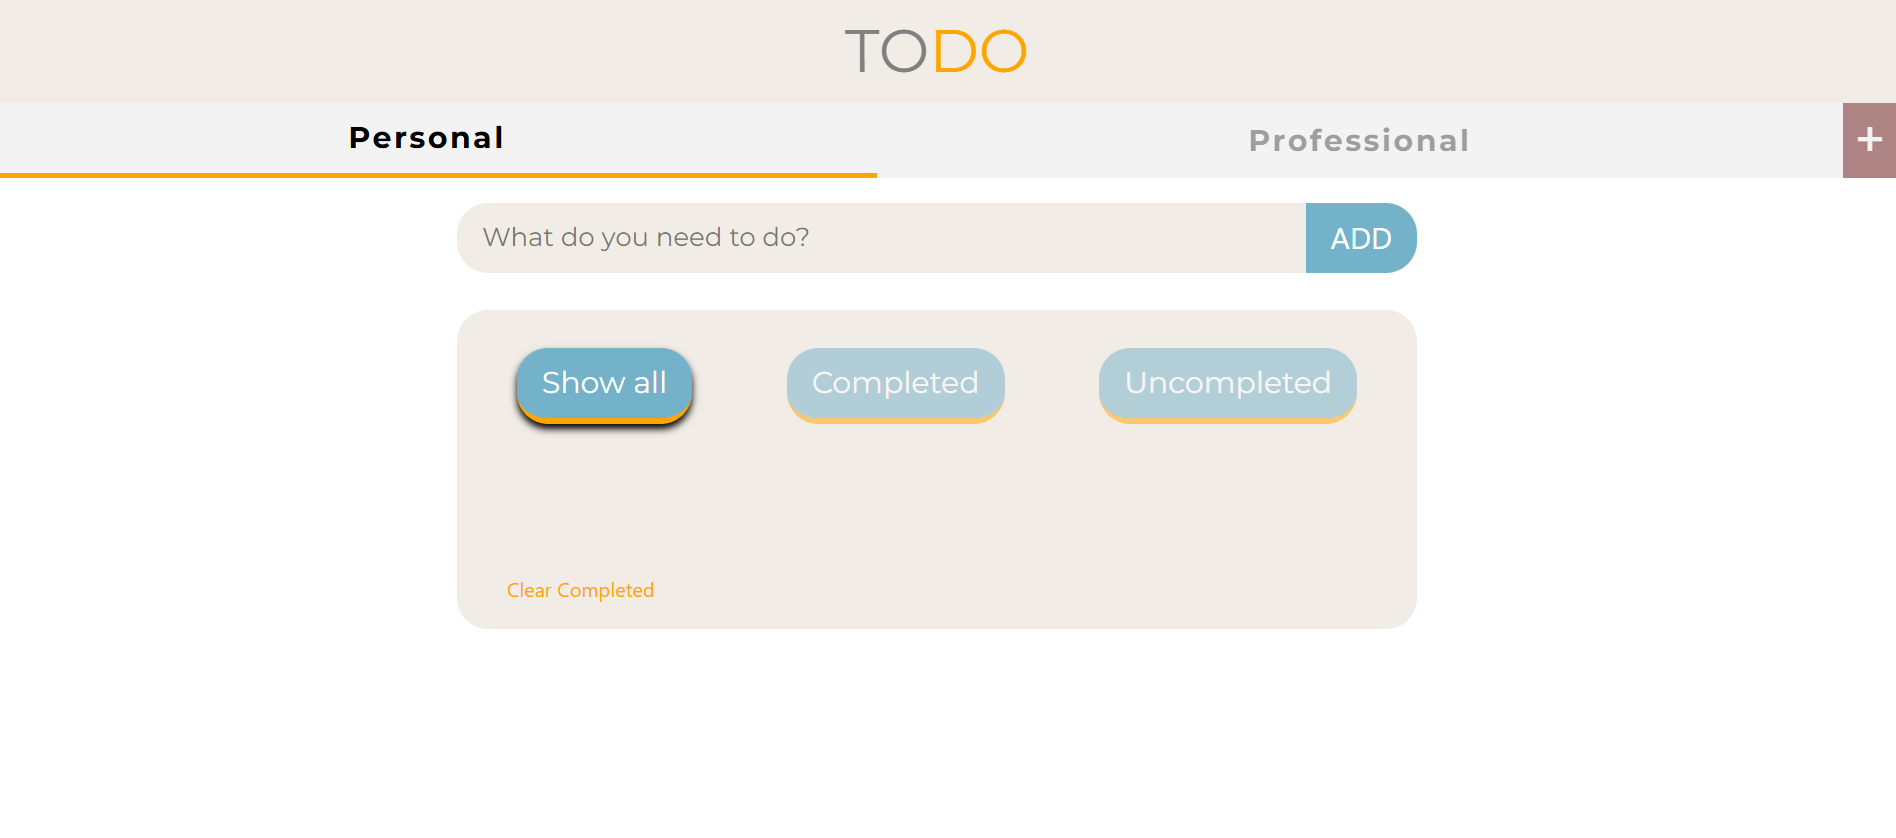 TODO
Personal
Professional
+
What do you need to do?
ADD
Show all
Completed
Uncompleted
Clear Completed